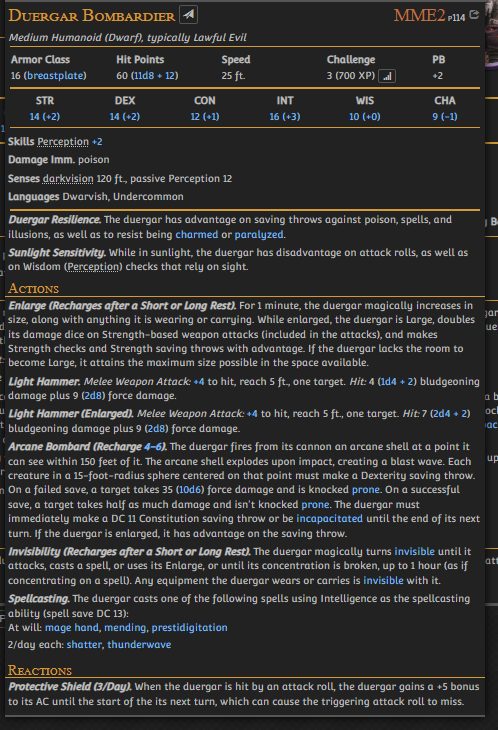 Duergar Bombardier MME2 p114
Medium Humanoid (Dwarf), typically Lawful Evil
Armor Class Hit Points Speed Challenge PB
16 (breastplate) 60 (11d8 + 12) 25 ft. 3 (700 XP) +2
STR DEX CON INT WIS CHA
14 (+2) 14 (+2) 12 (+1) 16 (+3) 10 (+0) 9 (−1)
Skills Perception +2
Damage Imm. poison
Senses darkvision 120 ft., passive Perception 12
Languages Dwarvish, Undercommon
Duergar Resilience. The duergar has advantage on saving throws against poison, spells, and
illusions, as well as to resist being charmed or paralyzed.
Sunlight Sensitivity. While in sunlight, the duergar has disadvantage on attack rolls, as well as
on Wisdom (Perception) checks that rely on sight.
Actions
Enlarge (Recharges after a Short or Long Rest). For 1 minute, the duergar magically increases in
size, along with anything it is wearing or carrying. While enlarged, the duergar is Large, doubles
its damage dice on Strength-based weapon attacks (included in the attacks), and makes
Strength checks and Strength saving throws with advantage. If the duergar lacks the room to
become Large, it attains the maximum size possible in the space available.
Light Hammer. Melee Weapon Attack: +4 to hit, reach 5 ft., one target. Hit: 4 (1d4 + 2) bludgeoning
damage plus 9 (2d8) force damage.
Light Hammer (Enlarged). Melee Weapon Attack: +4 to hit, reach 5 ft., one target. Hit: 7 (2d4 + 2)
bludgeoning damage plus 9 (2d8) force damage.
Arcane Bombard (Recharge 4–6). The duergar fires from its cannon an arcane shell at a point it
can see within 150 feet of it. The arcane shell explodes upon impact, creating a blast wave. Each
creature in a 15-foot-radius sphere centered on that point must make a Dexterity saving throw.
On a failed save, a target takes 35 (10d6) force damage and is knocked prone. On a successful
save, a target takes half as much damage and isn't knocked prone. The duergar must
immediately make a DC 11 Constitution saving throw or be incapacitated until the end of its next
turn. If the duergar is enlarged, it has advantage on the saving throw.
Invisibility (Recharges after a Short or Long Rest). The duergar magically turns invisible until it
attacks, casts a spell, or uses its Enlarge, or until its concentration is broken, up to 1 hour (as if
concentrating on a spell). Any equipment the duergar wears or carries is invisible with it.
Spellcasting. The duergar casts one of the following spells using Intelligence as the spellcasting
ability (spell save DC 13):
At will: mage hand, mending, prestidigitation
2/day each: shatter, thunderwave
Reactions
Protective Shield (3/Day). When the duergar is hit by an attack roll, the duergar gains a +5 bonus
to its AC until the start of the its next turn, which can cause the triggering attack roll to miss.